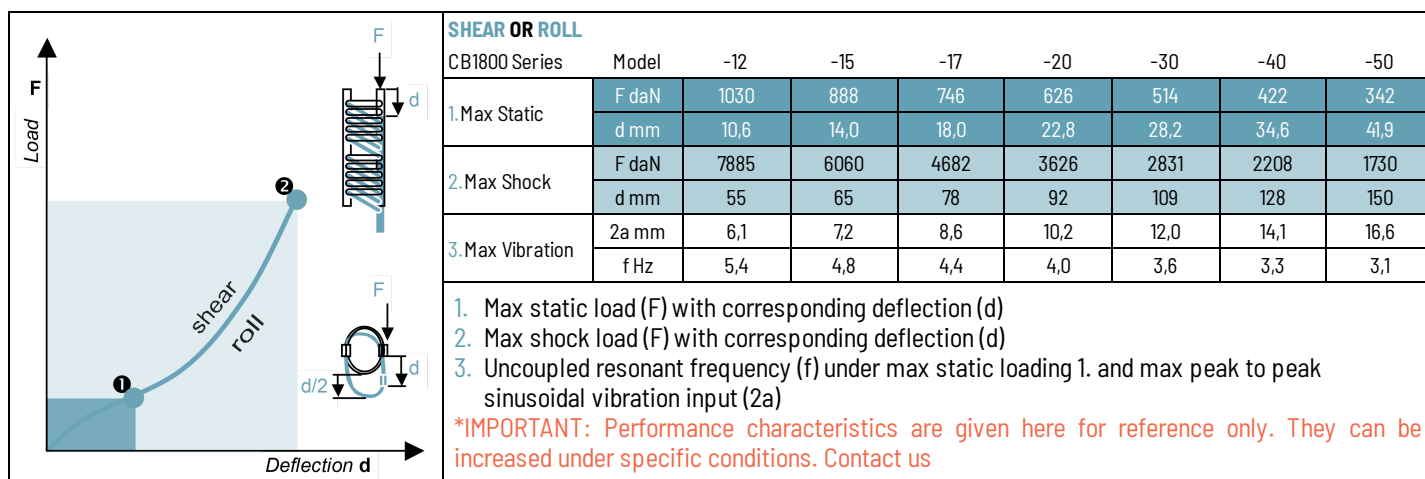 F
Load
❷
❶
shear
roll
Deflection d
F
d
F
d
d/2
SHEAR OR ROLL
CB1800 Series Model -12 -15 -17 -20 -30 -40 -50
1.Max Static F daN 1030 888 746 626 514 422 342
d mm 10,6 14,0 18,0 22,8 28,2 34,6 41,9
2.Max Shock F daN 7885 6060 4682 3626 2831 2208 1730
d mm 55 65 78 92 109 128 150
3.Max Vibration 2a mm 6,1 7,2 8,6 10,2 12,0 14,1 16,6
f Hz 5,4 4,8 4,4 4,0 3,6 3,3 3,1
1. Max static load (F) with corresponding deflection (d)
2. Max shock load (F) with corresponding deflection (d)
3. Uncoupled resonant frequency (f) under max static loading 1. and max peak to peak
sinusoidal vibration input (2a)
*IMPORTANT: Performance characteristics are given here for reference only. They can be
increased under specific conditions. Contact us